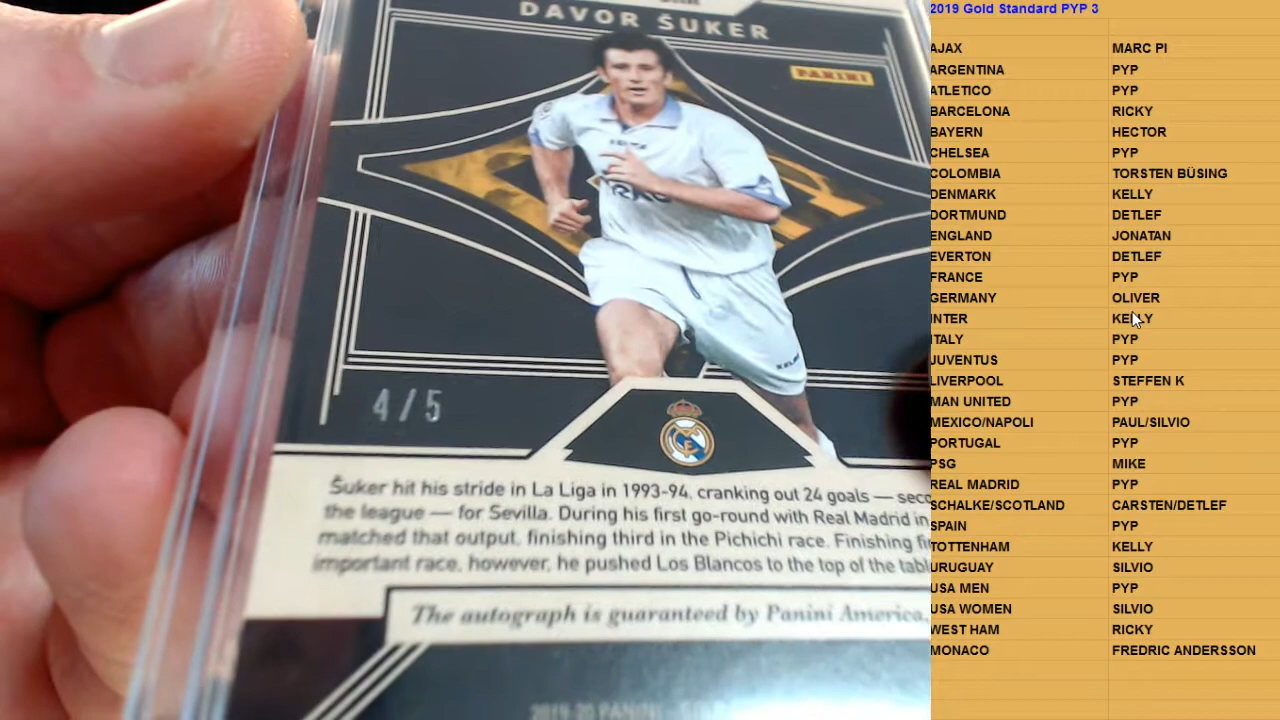 DAVOR ŠUKER
PANINI
4/5
Šuker hit his stride in La Liga in 1993-94, cranking out 24 goals —
the league — for Sevilla. During his first go-round with Real Madrid in
matched that output, finishing third in the Pichichi race. Finishing
important race, however, he pushed Los Blancos to the top of the
The autograph is guaranteed by Panini America,
2019-20 PANINI
2019 Gold Standard PYP 3
AJAX MARC PI
ARGENTINA PYP
ATLETICO PYP
BARCELONA RICKY
BAYERN HECTOR
CHELSEA PYP
COLOMBIA TORSTEN BÜSING
DENMARK KELLY
DORTMUND DETLEF
ENGLAND JONATAN
EVERTON DETLEF
FRANCE PYP
GERMANY OLIVER
INTER KELLY
ITALY PYP
JUVENTUS PYP
LIVERPOOL STEFFEN K
MAN UNITED PYP
MEXICO/NAPOLI PAUL/SILVIO
PORTUGAL PYP
PSG MIKE
REAL MADRID PYP
SCHALKE/SCOTLAND CARSTEN/DETLEF
SPAIN PYP
TOTTENHAM KELLY
URUGUAY SILVIO
USA MEN PYP
USA WOMEN SILVIO
WEST HAM RICKY
MONACO FREDRIC ANDERSSON